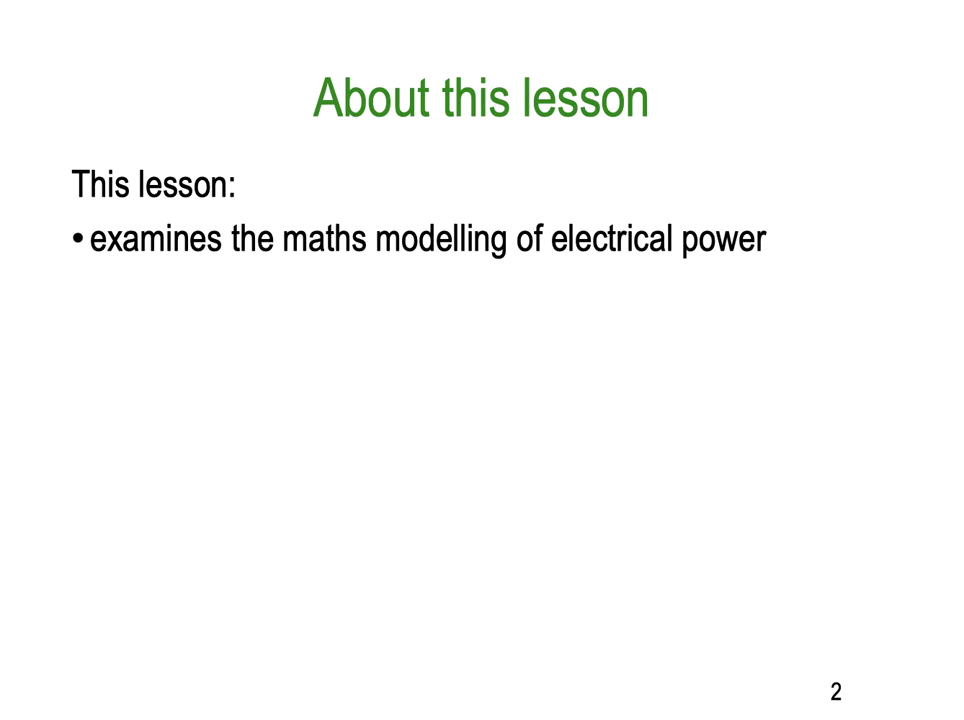 About this lesson
This lesson:
• examines the maths modelling of electrical power
2